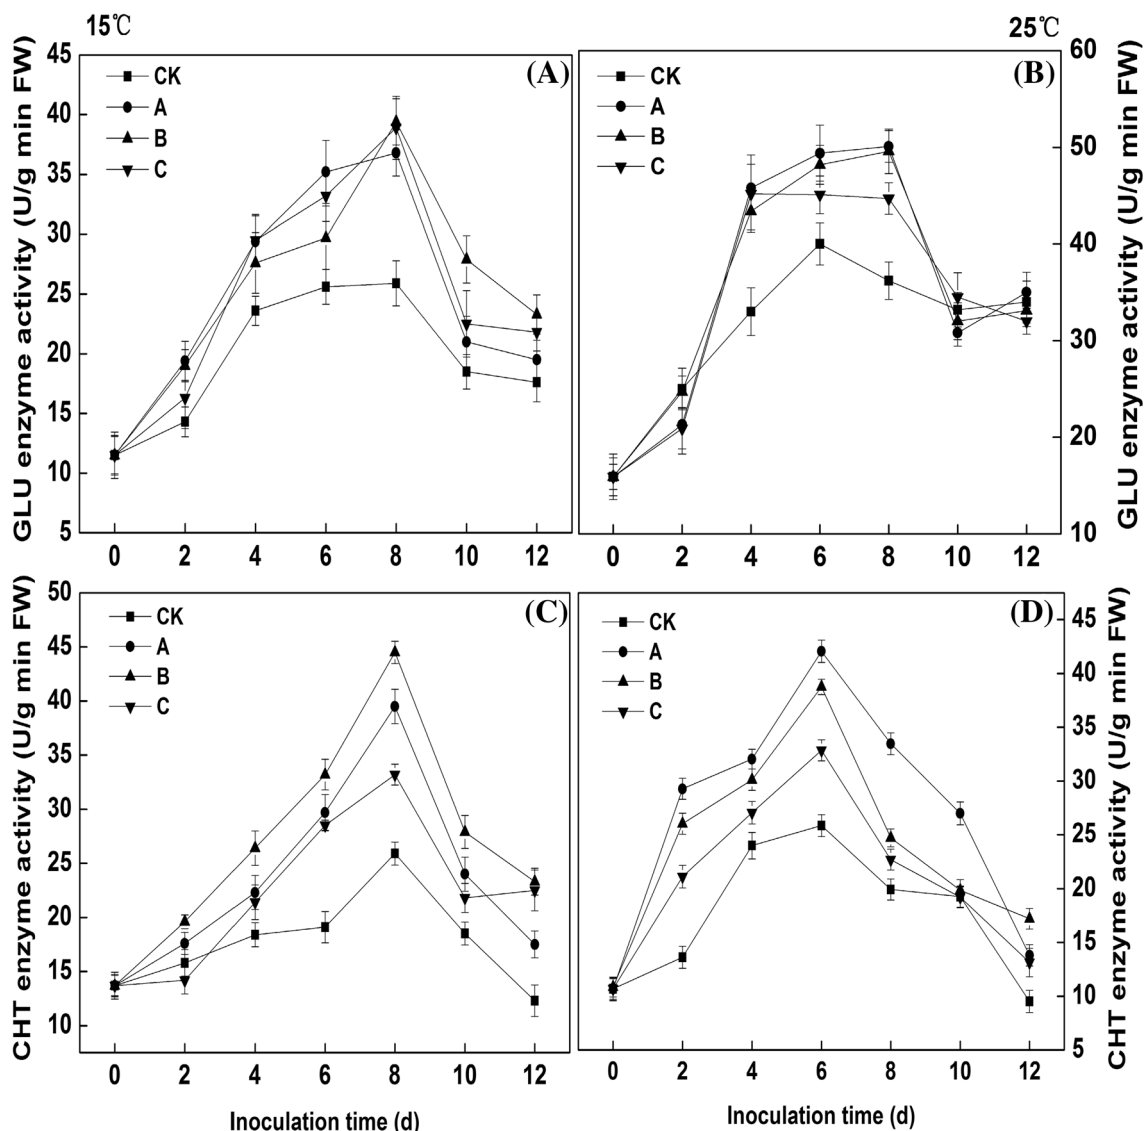 15℃
25℃
GLU enzyme activity (U/g min FW)
45
40
35
30
25
20
15
10
5
CK
A
B
C
(A)
0 2 4 6 8 10 12
CK
A
B
C
(B)
60
50
40
30
20
10
GLU enzyme activity (U/g min FW)
0 2 4 6 8 10 12
CHT enzyme activity (U/g min FW)
50
45
40
35
30
25
20
15
10
CK
A
B
C
(C)
0 2 4 6 8 10 12
Inoculation time (d)
CK
A
B
C
(D)
45
40
35
30
25
20
15
10
5
CHT enzyme activity (U/g min FW)
0 2 4 6 8 10 12
Inoculation time (d)